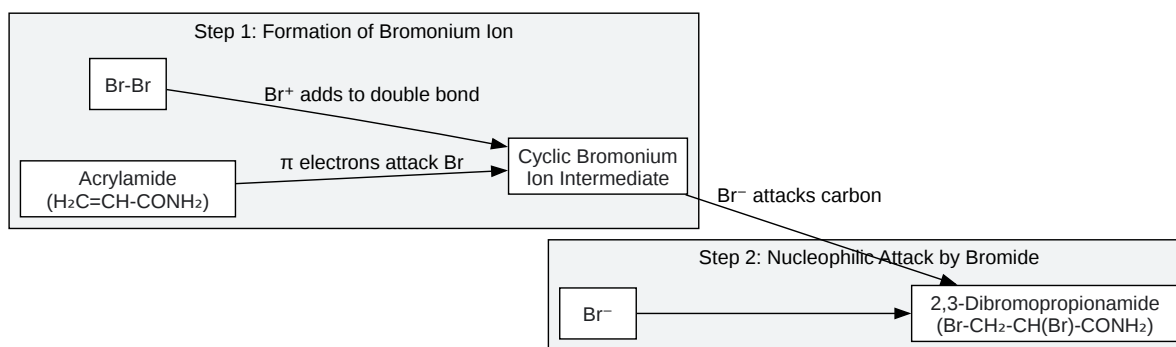 Step 1: Formation of Bromonium Ion
Br-Br
Br⁺ adds to double bond
Acrylamide
(H₂C=CH-CONH₂)
π electrons attack Br
Cyclic Bromonium
Ion Intermediate
Br⁻ attacks carbon
Step 2: Nucleophilic Attack by Bromide
Br⁻
2,3-Dibromopropionamide
(Br-CH₂-CH(Br)-CONH₂)